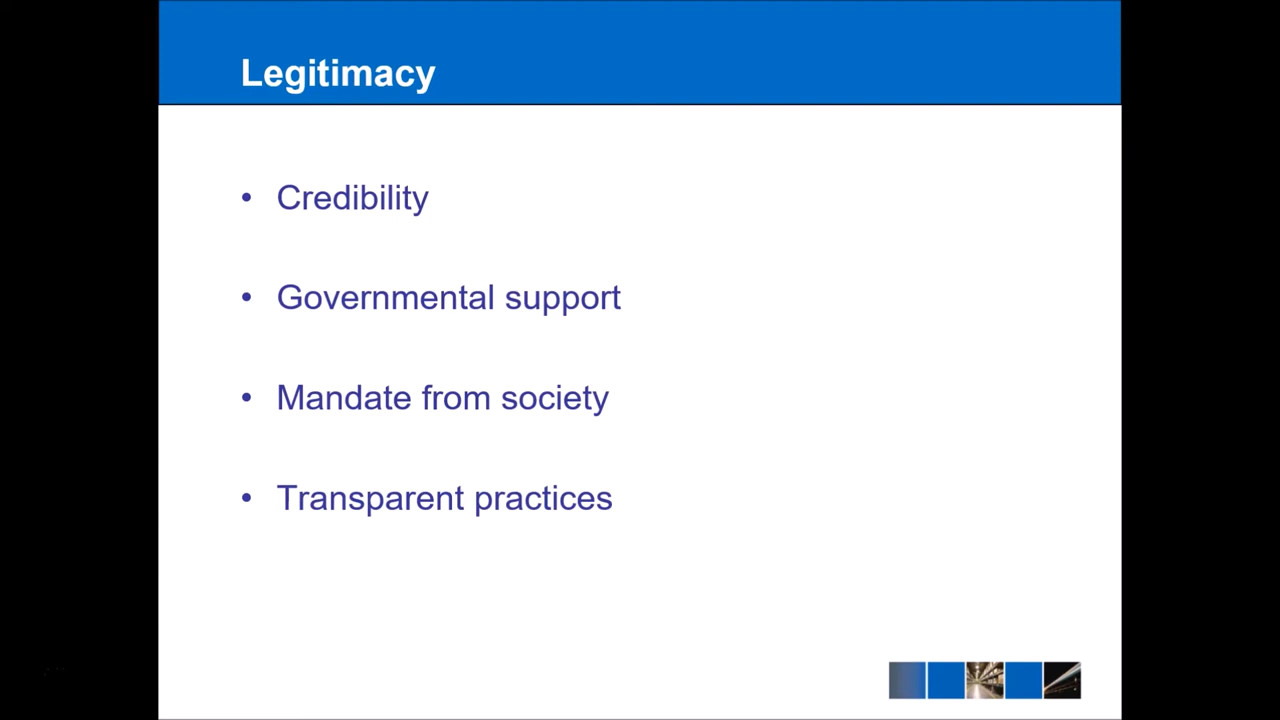 Legitimacy
• Credibility
• Governmental support
• Mandate from society
• Transparent practices